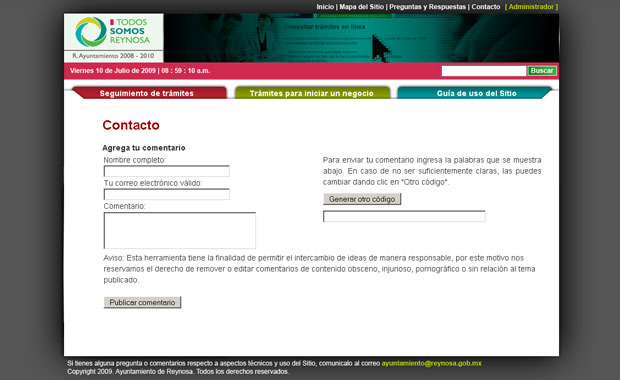 Inicio | Mapa del Sitio | Preguntas y Respuestas | Contacto [ Administrador ]
TODOS
SOMOS
REYNOSA
R. Ayuntamiento 2008 - 2010
Consultar trámites en línea
Viernes 10 de Julio de 2009 | 08 : 59 : 10 a.m.
Buscar
Seguimiento de trámites
Trámites para iniciar un negocio
Guía de uso del Sitio
Contacto
Agrega tu comentario
Nombre completo:
Tu correo electrónico válido:
Comentario:
Para enviar tu comentario ingresa la palabras que se muestra
abajo. En caso de no ser suficientemente claras, las puedes
cambiar dando clic en "Otro código".
Generar otro código
Aviso: Esta herramienta tiene la finalidad de permitir el intercambio de ideas de manera responsable, por este motivo nos
reservamos el derecho de remover o editar comentarios de contenido obsceno, injurioso, pornográfico o sin relación al tema
publicado.
Publicar comentario
Si tienes alguna pregunta o comentarios respecto a aspectos técnicos y uso del Sitio, comunicalo al correo ayuntamiento@reynosa.gob.mx
Copyright 2009. Ayuntamiento de Reynosa. Todos los derechos reservados.